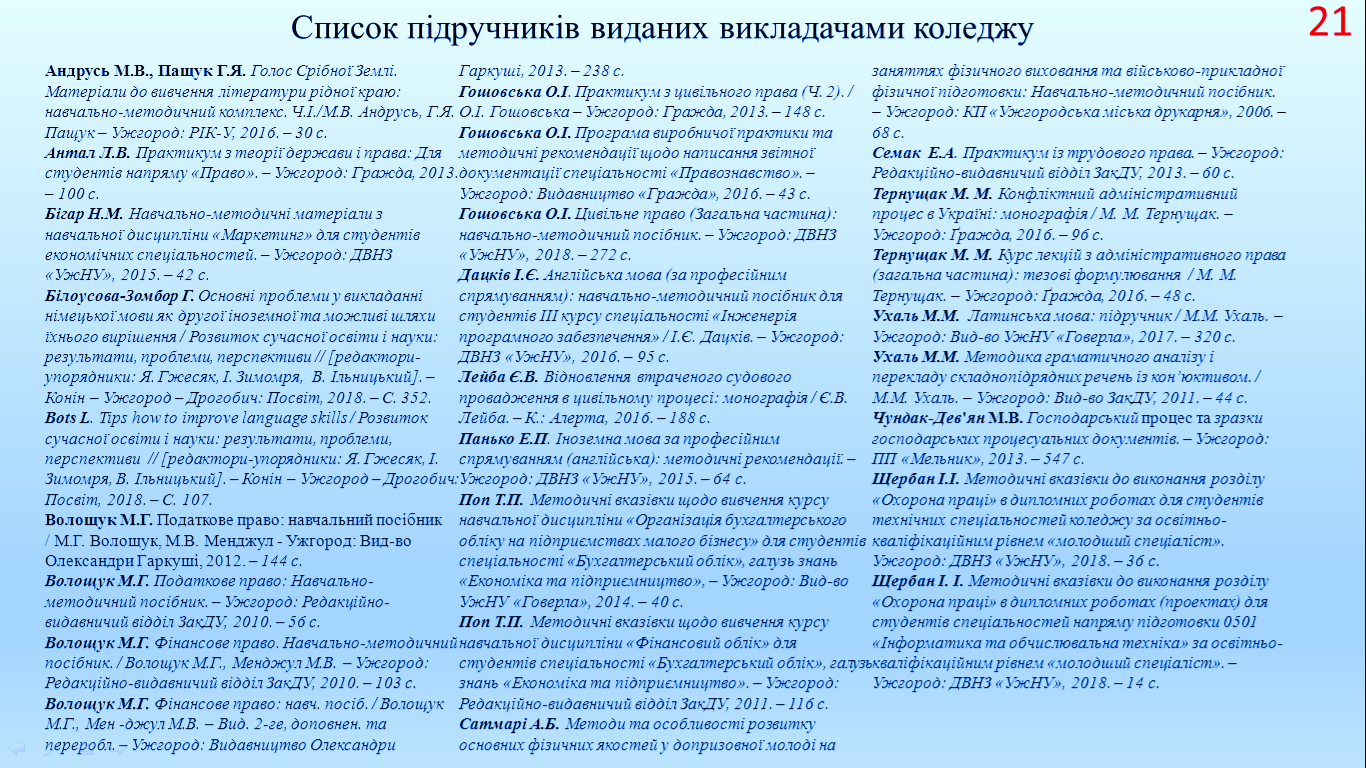 Список підручників виданих викладачами коледжу
21
Андрусь М.В., Пащук Г.Я. Голос Срібної Землі.
Матеріали до вивчення літератури рідної краю:
навчально-методичний комплекс. Ч.І./М.В. Андрусь, Г.Я.
Пащук – Ужгород: РІК-У, 2016. – 30 с.
Антал Л.В. Практикум з теорії держави і права: Для
студентів напряму «Право». – Ужгород: Гражда, 2013.
– 100 с.
Бігар Н.М. Навчально-методичні матеріали з
навчальної дисципліни «Маркетинг» для студентів
економічних спеціальностей. – Ужгород: ДВНЗ
«УжНУ», 2015. – 42 с.
Білоусова-Зомбор Г. Основні проблеми у викладанні
німецької мови як другої іноземної та можливі шляхи
їхнього вирішення / Розвиток сучасної освіти і науки:
результати, проблеми, перспективи // [редактори-
упорядники: Я. Гжесяк, І. Зимомря, В. Ільницький]. –
Конін – Ужгород – Дрогобич: Посвіт, 2018. – С. 352.
Bots L. Tips how to improve language skills / Розвиток
сучасної освіти і науки: результати, проблеми,
перспективи // [редактори-упорядники: Я. Гжесяк, І.
Зимомря, В. Ільницький]. – Конін – Ужгород – Дрогобич:
Посвіт, 2018. – С. 107.
Волощук М.Г. Податкове право: навчальний посібник
/ М.Г. Волощук, М.В. Менджул - Ужгород: Вид-во
Олександри Гаркуші, 2012. – 144 с.
Волощук М.Г. Податкове право: Навчально-
методичний посібник. – Ужгород: Редакційно-
видавничий відділ ЗакДУ, 2010. – 56 с.
Волощук М.Г. Фінансове право. Навчально-методичний
посібник. / Волощук М.Г., Менджул М.В. – Ужгород:
Редакційно-видавничий відділ ЗакДУ, 2010. – 103 с.
Волощук М.Г. Фінансове право: навч. посіб. / Волощук
М.Г., Мен -джул М.В. – Вид. 2-ге, доповнен. та
переробл. – Ужгород: Видавництво Олександри
Гаркуші, 2013. – 238 с.
Гошовська О.І. Практикум з цивільного права (Ч. 2). /
О.І. Гошовська – Ужгород: Гражда, 2013. – 148 с.
Гошовська О.І. Програма виробничої практики та
методичні рекомендації щодо написання звітної
документації спеціальності «Правознавство». –
Ужгород: Видавництво «Гражда», 2016. – 43 с.
Гошовська О.І. Цивільне право (Загальна частина):
навчально-методичний посібник. – Ужгород: ДВНЗ
«УжНУ», 2018. – 272 с.
Дацків І.Є. Англійська мова (за професійним
спрямуванням): навчально-методичний посібник для
студентів ІІІ курсу спеціальності «Інженерія
програмного забезпечення» / І.Є. Дацків. – Ужгород:
ДВНЗ «УжНУ», 2016. – 95 с.
Лейба Є.В. Відновлення втраченого судового
провадження в цивільному процесі: монографія / Є.В.
Лейба. – К.: Алерта, 2016. – 188 с.
Панько Е.П. Іноземна мова за професійним
спрямуванням (англійська): методичні рекомендації. –
Ужгород: ДВНЗ «УжНУ», 2015. – 64 с.
Поп Т.П. Методичні вказівки щодо вивчення курсу
навчальної дисципліни «Організація бухгалтерського
обліку на підприємствах малого бізнесу» для студентів
спеціальності «Бухгалтерський облік», галузь знань
«Економіка та підприємництво», – Ужгород: Вид-во
УжНУ «Говерла», 2014. – 40 с.
Поп Т.П. Методичні вказівки щодо вивчення курсу
навчальної дисципліни «Фінансовий облік» для
студентів спеціальності «Бухгалтерський облік», галузь
знань «Економіка та підприємництво». – Ужгород:
Редакційно-видавничий відділ ЗакДУ, 2011. – 116 с.
Сатмарі А.Б. Методи та особливості розвитку
основних фізичних якостей у допризовної молоді на
заняттях фізичного виховання та військово-прикладної
фізичної підготовки: Навчально-методичний посібник.
– Ужгород: КП «Ужгородська міська друкарня», 2006. –
68 с.
Семак Е.А. Практикум із трудового права. – Ужгород:
Редакційно-видавничий відділ ЗакДУ, 2013. – 60 с.
Тернущак М. М. Конфліктний адміністративний
процес в Україні: монографія / М. М. Тернущак. –
Ужгород: Ґражда, 2016. – 96 с.
Тернущак М. М. Курс лекцій з адміністративного права
(загальна частина): тезові формулювання / М. М.
Тернущак. – Ужгород: Ґражда, 2016. – 48 с.
Ухаль М.М. Латинська мова: підручник / М.М. Ухаль. –
Ужгород: Вид-во УжНУ «Говерла», 2017. – 320 с.
Ухаль М.М. Методика граматичного аналізу і
перекладу складнопідрядних речень із кон’юктивом. /
М.М. Ухаль. – Ужгород: Вид-во ЗакДУ, 2011. – 44 с.
Чундак-Дев'ян М.В. Господарський процес та зразки
господарських процесуальних документів. – Ужгород:
ПП «Мельник», 2013. – 547 с.
Щербан І.І. Методичні вказівки до виконання розділу
«Охорона праці» в дипломних роботах для студентів
технічних спеціальностей коледжу за освітньо-
кваліфікаційним рівнем «молодший спеціаліст».
Ужгород: ДВНЗ «УжНУ», 2018. – 36 с.
Щербан І. І. Методичні вказівки до виконання розділу
«Охорона праці» в дипломних роботах (проектах) для
студентів спеціальностей напряму підготовки 0501
«Інформатика та обчислювальна техніка» за освітньо-
кваліфікаційним рівнем «молодший спеціаліст». –
Ужгород: ДВНЗ «УжНУ», 2018. – 14 с.